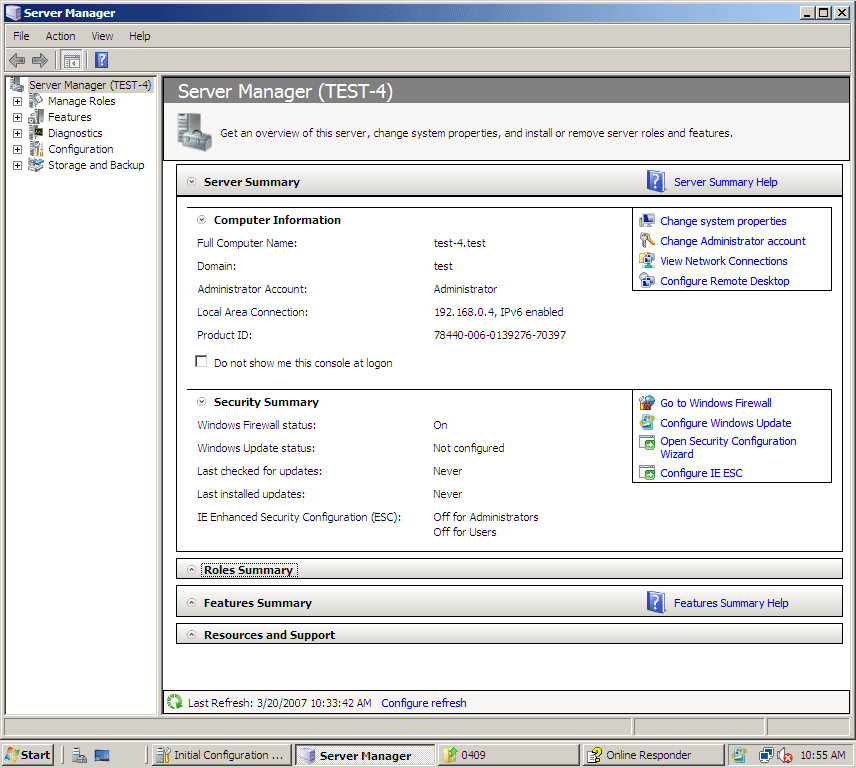 Server Manager
File Action View Help
Server Manager (TEST-4)
Manage Roles
Features
Diagnostics
Configuration
Storage and Backup
Server Manager (TEST-4)
Get an overview of this server, change system properties, and install or remove server roles and features.
Server Summary
Server Summary Help
Computer Information
Full Computer Name: test-4.test
Domain: test
Administrator Account: Administrator
Local Area Connection: 192.168.0.4, IPv6 enabled
Product ID: 78440-006-0139276-70397
Do not show me this console at logon
Change system properties
Change Administrator account
View Network Connections
Configure Remote Desktop
Security Summary
Windows Firewall status: On
Windows Update status: Not configured
Last checked for updates: Never
Last installed updates: Never
IE Enhanced Security Configuration (ESC): Off for Administrators
Off for Users
Go to Windows Firewall
Configure Windows Update
Open Security Configuration
Wizard
Configure IE ESC
Roles Summary
Features Summary
Features Summary Help
Resources and Support
Last Refresh: 3/20/2007 10:33:42 AM Configure refresh
Start Initial Configuration ... Server Manager 0409 Online Responder 10:55 AM